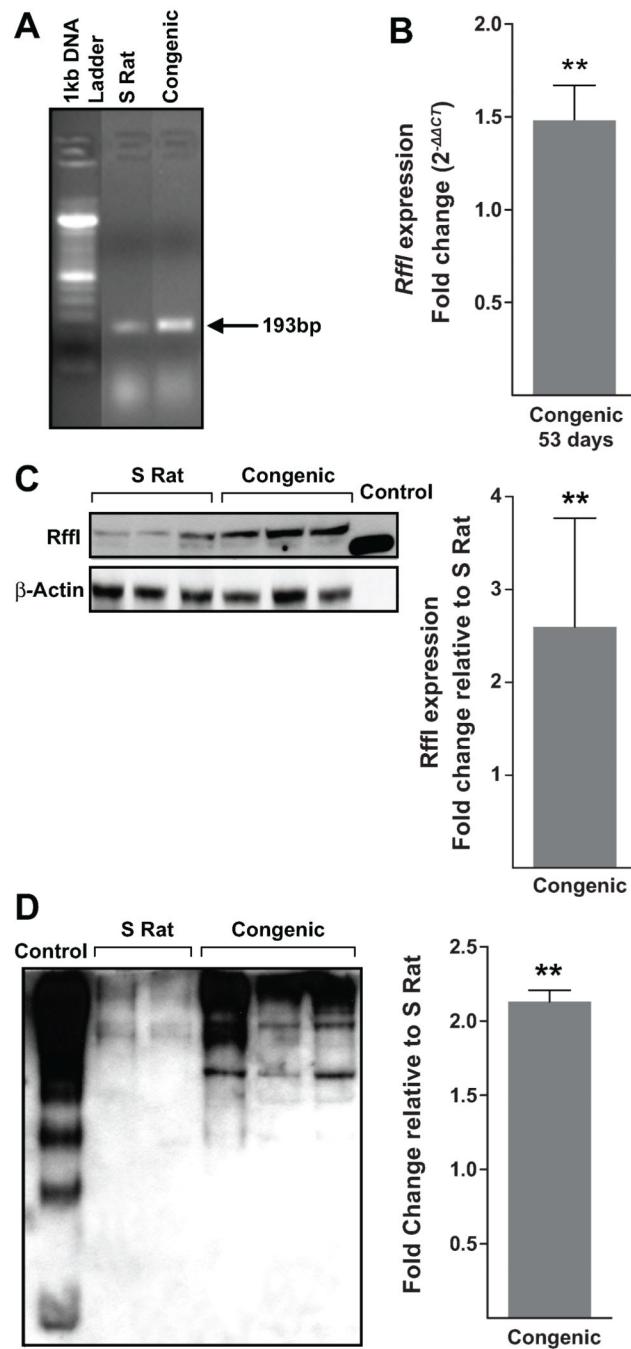 A
1kb DNA
Ladder
S Rat
Congenic
193bp
B
Rffl expression
Fold change (2-ΔΔCT)
2.0
1.5
1.0
0.5
**
Congenic
53 days
C
S Rat
Congenic
Control
Rffl
β-Actin
Rffl expression
Fold change relative to S Rat
4
3
2
1
**
Congenic
D
Control
S Rat
Congenic
Fold Change relative to S Rat
2.5
2.0
1.5
1.0
0.5
**
Congenic